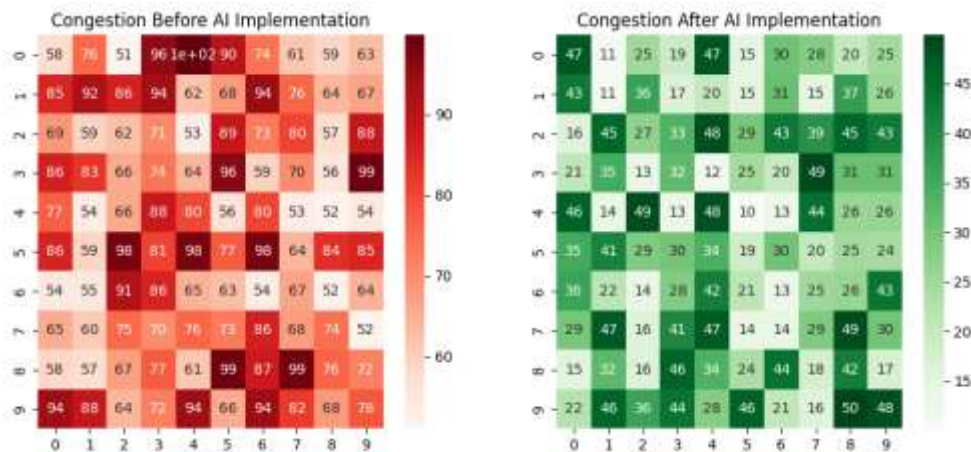 Congestion Before AI Implementation
0 58 76 51 96 1e+02 90 74 61 59 63
1 85 92 86 94 62 68 94 76 64 67
2 69 59 62 71 53 89 73 80 57 88
3 86 83 66 74 64 96 59 70 56 99
4 77 54 66 88 80 56 80 53 52 54
5 86 59 98 81 98 77 98 64 84 85
6 54 55 91 86 65 63 54 67 52 64
7 65 60 75 70 76 73 86 68 74 52
8 58 57 67 77 61 99 87 99 76 72
9 94 88 64 72 94 66 94 82 68 78
0 1 2 3 4 5 6 7 8 9
90
80
70
60
Congestion After AI Implementation
0 47 11 25 19 47 15 30 28 20 25
1 43 11 36 17 20 15 31 15 37 26
2 16 45 27 33 48 29 43 39 45 43
3 21 35 13 32 12 25 20 49 31 31
4 46 14 49 13 48 10 13 44 26 26
5 35 41 29 30 34 19 30 20 25 24
6 36 22 14 28 42 21 13 25 26 43
7 29 47 16 41 47 14 14 29 49 30
8 15 32 16 46 34 24 44 18 42 17
9 22 46 36 44 28 46 21 16 50 48
0 1 2 3 4 5 6 7 8 9
45
40
35
30
25
20
15